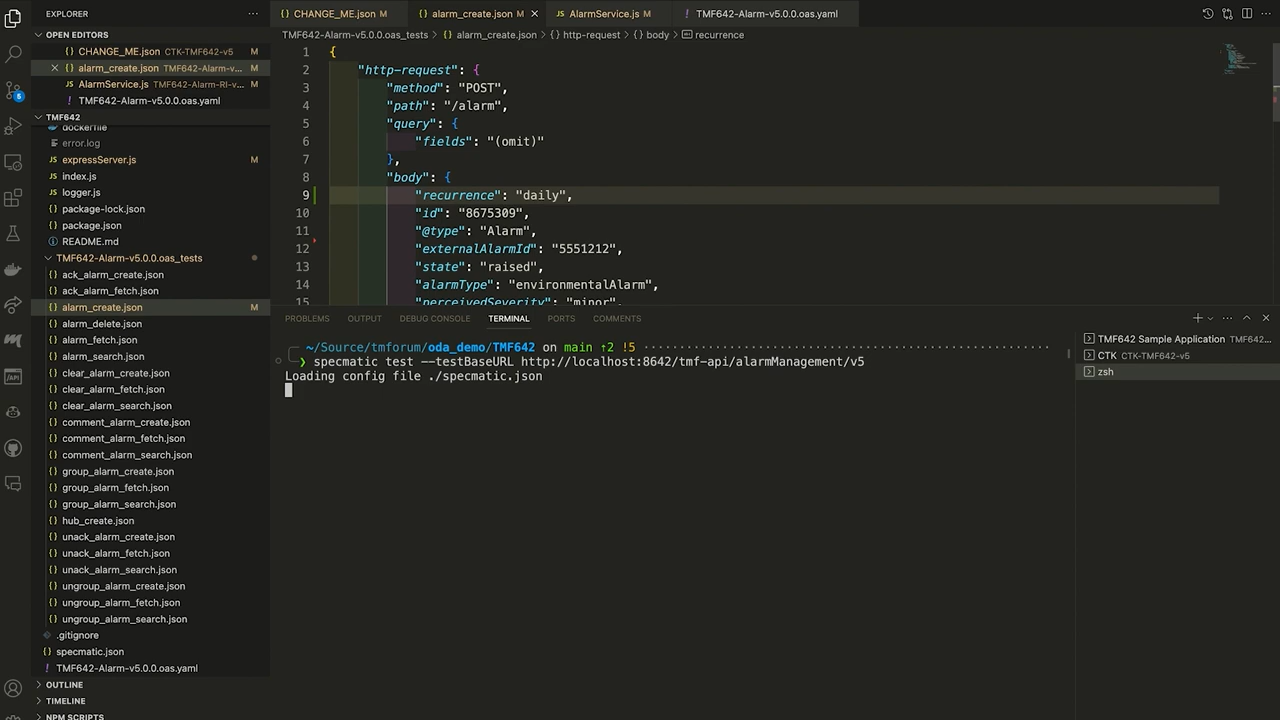 EXPLORER
OPEN EDITORS
CHANGE_ME.json CTK-TMF642-v5 M
alarm_create.json TMF642-Alarm-v... M
AlarmService.js TMF642-Alarm-RI-v... M
TMF642-Alarm-v5.0.0.oas.yaml
TMF642
dockerfile
error.log
expressServer.js M
index.js
logger.js
package-lock.json
package.json
README.md
TMF642-Alarm-v5.0.0.oas_tests
ack_alarm_create.json
ack_alarm_fetch.json
alarm_create.json M
alarm_delete.json
alarm_fetch.json
alarm_search.json
clear_alarm_create.json
clear_alarm_fetch.json
clear_alarm_search.json
comment_alarm_create.json
comment_alarm_fetch.json
comment_alarm_search.json
group_alarm_create.json
group_alarm_fetch.json
group_alarm_search.json
hub_create.json
unack_alarm_create.json
unack_alarm_fetch.json
unack_alarm_search.json
ungroup_alarm_create.json
ungroup_alarm_fetch.json
ungroup_alarm_search.json
.gitignore
specmatic.json
TMF642-Alarm-v5.0.0.oas.yaml
OUTLINE
TIMELINE
NPM SCRIPTS
5
CHANGE_ME.json M alarm_create.json M AlarmService.js M TMF642-Alarm-v5.0.0.oas.yaml
TMF642-Alarm-v5.0.0.oas_tests > {} alarm_create.json > {} http-request > {} body > recurrence
1 {
2 "http-request": {
3 "method": "POST",
4 "path": "/alarm",
5 "query": {
6 "fields": "(omit)"
7 },
8 "body": {
9 "recurrence": "daily",
10 "id": "8675309",
11 "@type": "Alarm",
12 "externalAlarmId": "5551212",
13 "state": "raised",
14 "alarmType": "environmentalAlarm",
15 "perceivedSeverity": "minor",
PROBLEMS OUTPUT DEBUG CONSOLE TERMINAL PORTS COMMENTS
~/Source/tmforum/oda_demo/TMF642 on main ⇡2 !5
❯ specmatic test --testBaseURL http://localhost:8642/tmf-api/alarmManagement/v5
Loading config file ./specmatic.json
TMF642 Sample Application TMF642...
CTK CTK-TMF642-v5
zsh